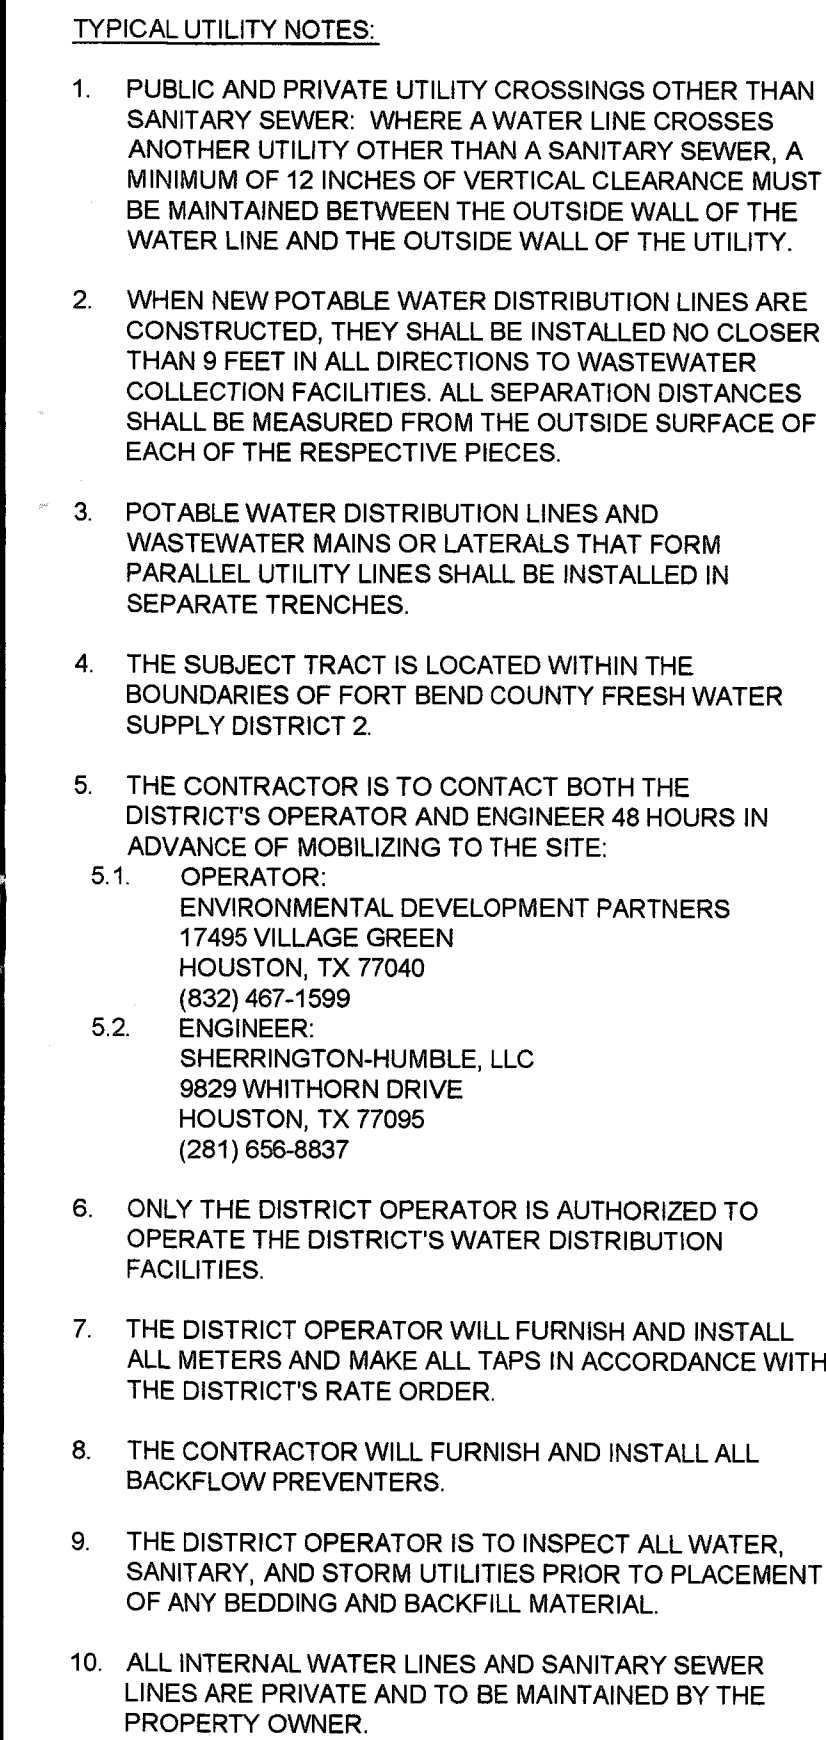 TYPICAL UTILITY NOTES:
1. PUBLIC AND PRIVATE UTILITY CROSSINGS OTHER THAN
SANITARY SEWER: WHERE A WATER LINE CROSSES
ANOTHER UTILITY OTHER THAN A SANITARY SEWER, A
MINIMUM OF 12 INCHES OF VERTICAL CLEARANCE MUST
BE MAINTAINED BETWEEN THE OUTSIDE WALL OF THE
WATER LINE AND THE OUTSIDE WALL OF THE UTILITY.
2. WHEN NEW POTABLE WATER DISTRIBUTION LINES ARE
CONSTRUCTED, THEY SHALL BE INSTALLED NO CLOSER
THAN 9 FEET IN ALL DIRECTIONS TO WASTEWATER
COLLECTION FACILITIES. ALL SEPARATION DISTANCES
SHALL BE MEASURED FROM THE OUTSIDE SURFACE OF
EACH OF THE RESPECTIVE PIECES.
3. POTABLE WATER DISTRIBUTION LINES AND
WASTEWATER MAINS OR LATERALS THAT FORM
PARALLEL UTILITY LINES SHALL BE INSTALLED IN
SEPARATE TRENCHES.
4. THE SUBJECT TRACT IS LOCATED WITHIN THE
BOUNDARIES OF FORT BEND COUNTY FRESH WATER
SUPPLY DISTRICT 2.
5. THE CONTRACTOR IS TO CONTACT BOTH THE
DISTRICT'S OPERATOR AND ENGINEER 48 HOURS IN
ADVANCE OF MOBILIZING TO THE SITE:
5.1. OPERATOR:
ENVIRONMENTAL DEVELOPMENT PARTNERS
17495 VILLAGE GREEN
HOUSTON, TX 77040
(832) 467-1599
5.2. ENGINEER:
SHERRINGTON-HUMBLE, LLC
9829 WHITHORN DRIVE
HOUSTON, TX 77095
(281) 656-8837
6. ONLY THE DISTRICT OPERATOR IS AUTHORIZED TO
OPERATE THE DISTRICT'S WATER DISTRIBUTION
FACILITIES.
7. THE DISTRICT OPERATOR WILL FURNISH AND INSTALL
ALL METERS AND MAKE ALL TAPS IN ACCORDANCE WITH
THE DISTRICT'S RATE ORDER.
8. THE CONTRACTOR WILL FURNISH AND INSTALL ALL
BACKFLOW PREVENTERS.
9. THE DISTRICT OPERATOR IS TO INSPECT ALL WATER,
SANITARY, AND STORM UTILITIES PRIOR TO PLACEMENT
OF ANY BEDDING AND BACKFILL MATERIAL.
10. ALL INTERNAL WATER LINES AND SANITARY SEWER
LINES ARE PRIVATE AND TO BE MAINTAINED BY THE
PROPERTY OWNER.